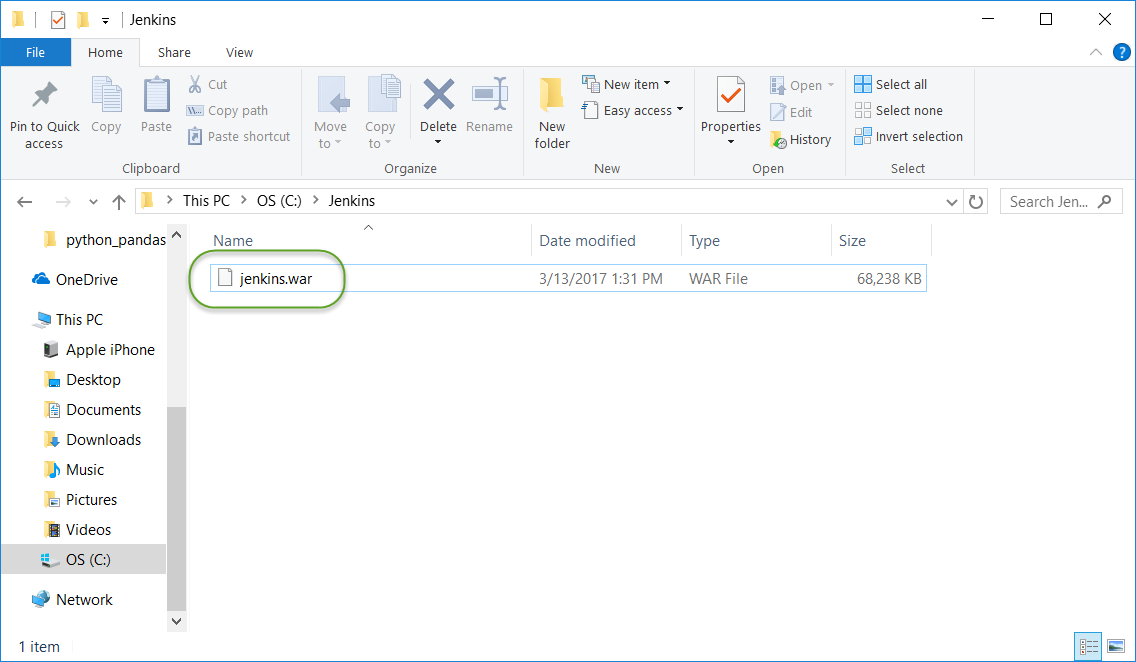 Jenkins
File Home Share View
Pin to Quick access
Copy
Paste
Cut
Copy path
Paste shortcut
Clipboard
Move to
Copy to
Delete
Rename
Organize
New folder
New item
Easy access
New
Properties
Open
Edit
History
Open
Select all
Select none
Invert selection
Select
This PC > OS (C:) > Jenkins
Search Jen...
python_pandas
OneDrive
This PC
Apple iPhone
Desktop
Documents
Downloads
Music
Pictures
Videos
OS (C:)
Network
Name Date modified Type Size
jenkins.war 3/13/2017 1:31 PM WAR File 68,238 KB
1 item